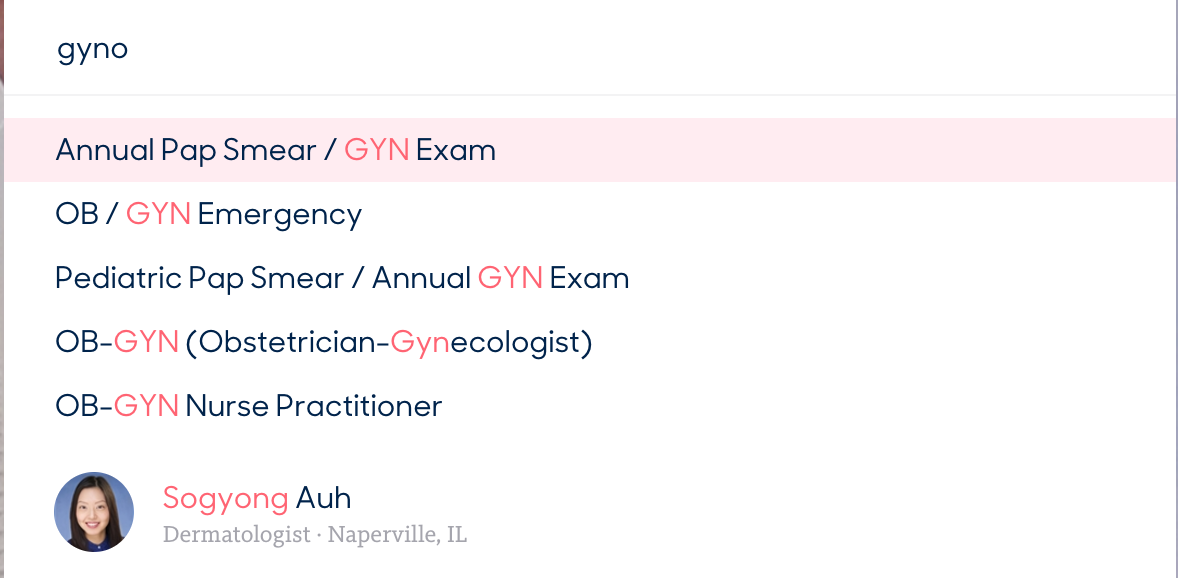 gyno
Annual Pap Smear / GYN Exam
OB / GYN Emergency
Pediatric Pap Smear / Annual GYN Exam
OB-GYN (Obstetrician-Gynecologist)
OB-GYN Nurse Practitioner
Sogyong Auh
Dermatologist · Naperville, IL